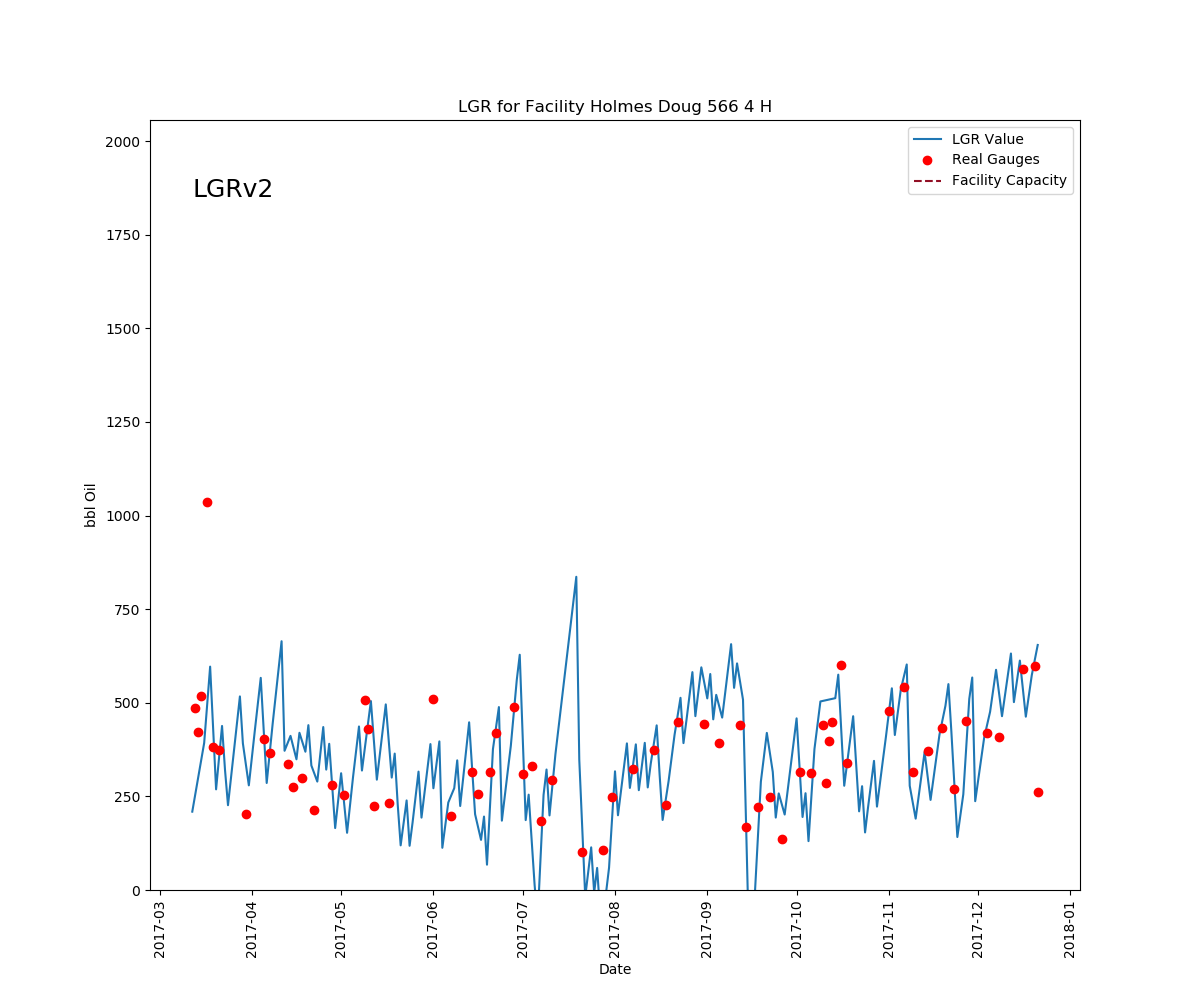 LGR for Facility Holmes Doug 566 4 H
LGRv2
LGR Value
Real Gauges
Facility Capacity
bbl Oil
2000
1750
1500
1250
1000
750
500
250
0
2017-03
2017-04
2017-05
2017-06
2017-07
2017-08
2017-09
2017-10
2017-11
2017-12
2018-01
Date